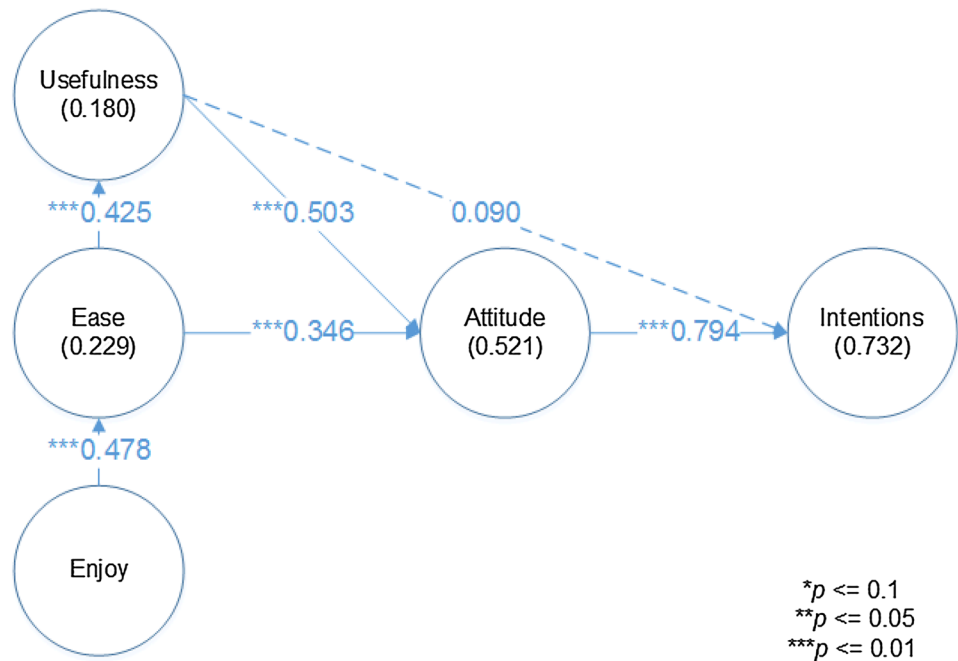 Usefulness
(0.180)
***0.425
***0.503
0.090
Ease
(0.229)
***0.346
Attitude
(0.521)
***0.794
Intentions
(0.732)
***0.478
Enjoy
*p <= 0.1
**p <= 0.05
***p <= 0.01